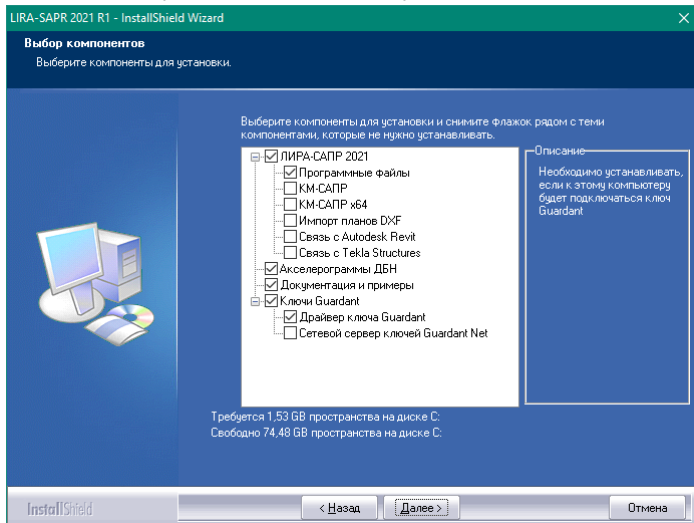 LIRA-SAPR 2021 R1 - InstallShield Wizard
Выбор компонентов
Выберите компоненты для установки.
Выберите компоненты для установки и снимите флажок рядом с теми
компонентами, которые не нужно устанавливать.
ЛИРА-САПР 2021
Программные файлы
КМ-САПР
КМ-САПР x64
Импорт планов DXF
Связь с Autodesk Revit
Связь с Tekla Structures
Акселерограммы ДБН
Документация и примеры
Ключи Guardant
Драйвер ключа Guardant
Сетевой сервер ключей Guardant Net
Описание
Необходимо устанавливать,
если к этому компьютеру
будет подключаться ключ
Guardant
Требуется 1,53 GB пространства на диске C:
Свободно 74,48 GB пространства на диске C:
InstallShield
< Назад
Далее >
Отмена